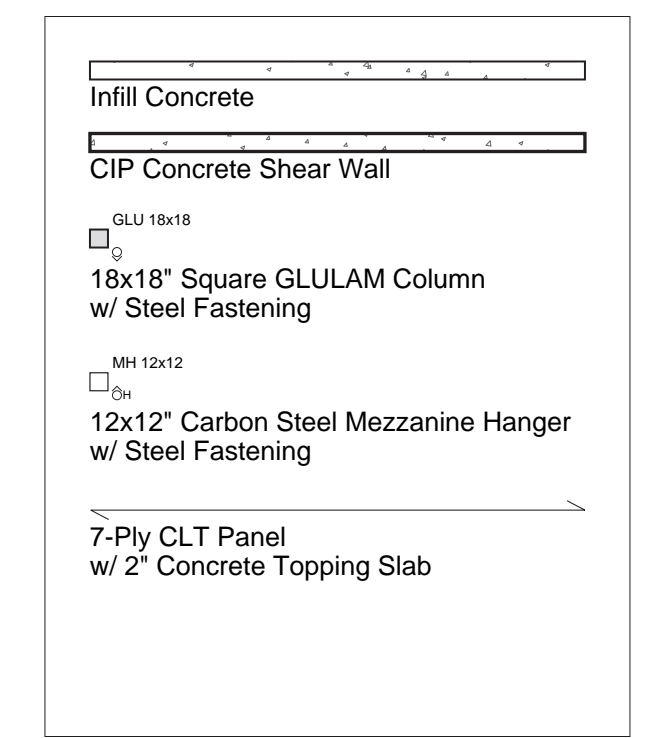 Infill Concrete
CIP Concrete Shear Wall
GLU 18x18
18x18" Square GLULAM Column
w/ Steel Fastening
MH 12x12
H
12x12" Carbon Steel Mezzanine Hanger
w/ Steel Fastening
7-Ply CLT Panel
w/ 2" Concrete Topping Slab